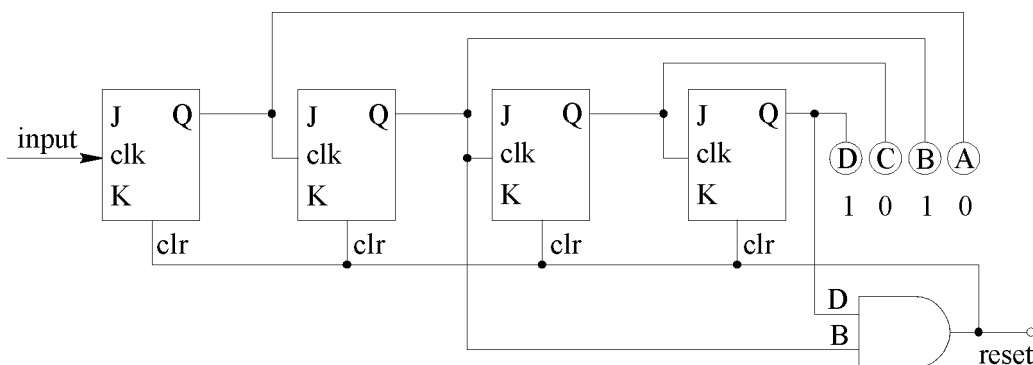 J Q J Q J Q J Q
input clk clk clk clk D C B A
K K K K 1 0 1 0
clr clr clr clr
D
B
reset